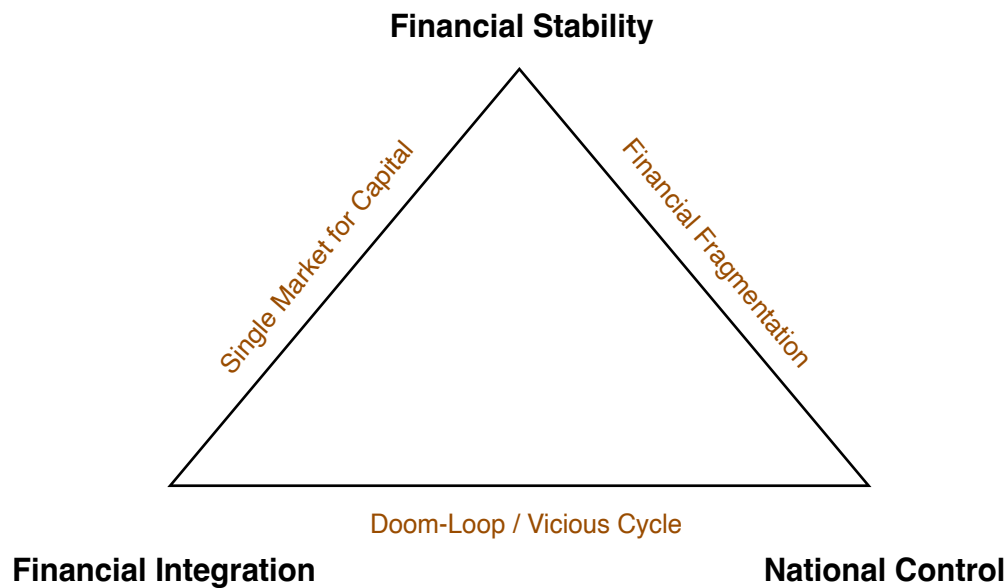 Financial Stability
Single Market for Capital
Financial Fragmentation
Doom-Loop / Vicious Cycle
Financial Integration
National Control